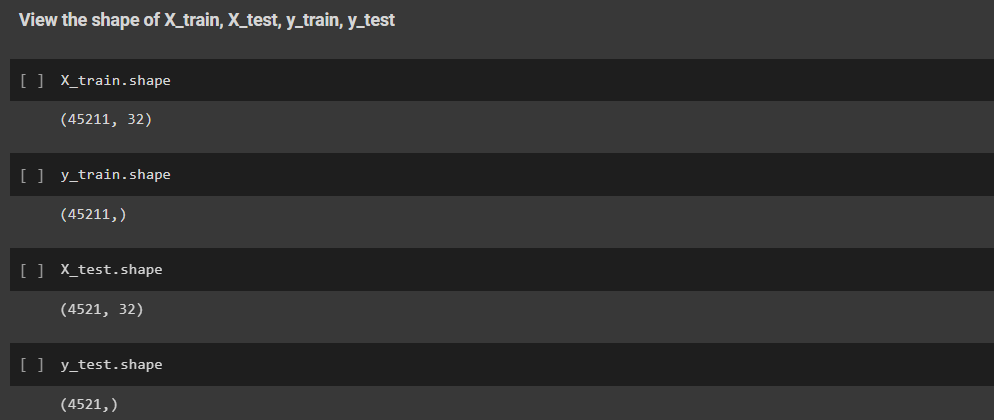 View the shape of X_train, X_test, y_train, y_test
[ ] X_train.shape
(45211, 32)
[ ] y_train.shape
(45211,)
[ ] X_test.shape
(4521, 32)
[ ] y_test.shape
(4521,)